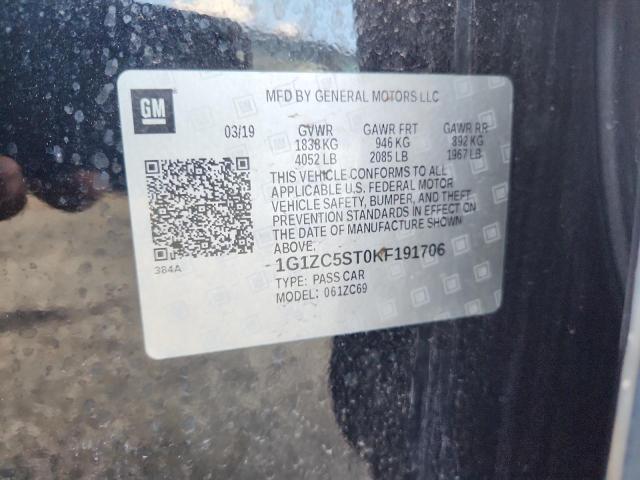 GM
MFD BY GENERAL MOTORS LLC
03/19 GVWR GAWR FRT GAWR RR
1838 KG 946 KG 892 KG
4052 LB 2085 LB 1967 LB
THIS VEHICLE CONFORMS TO ALL
APPLICABLE U.S. FEDERAL MOTOR
VEHICLE SAFETY, BUMPER, AND THEFT
PREVENTION STANDARDS IN EFFECT ON
THE DATE OF MANUFACTURE SHOWN
ABOVE.
384A
1G1ZC5ST0KF191706
TYPE: PASS CAR
MODEL: 061ZC69